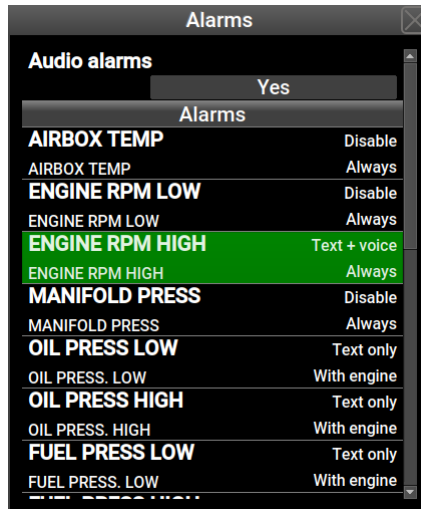 Alarms
Audio alarms
Yes
Alarms
AIRBOX TEMP Disable
AIRBOX TEMP Always
ENGINE RPM LOW Disable
ENGINE RPM LOW Always
ENGINE RPM HIGH Text + voice
ENGINE RPM HIGH Always
MANIFOLD PRESS Disable
MANIFOLD PRESS Always
OIL PRESS LOW Text only
OIL PRESS. LOW With engine
OIL PRESS HIGH Text only
OIL PRESS. HIGH With engine
FUEL PRESS LOW Text only
FUEL PRESS. LOW With engine
FUEL PRESS HIGH